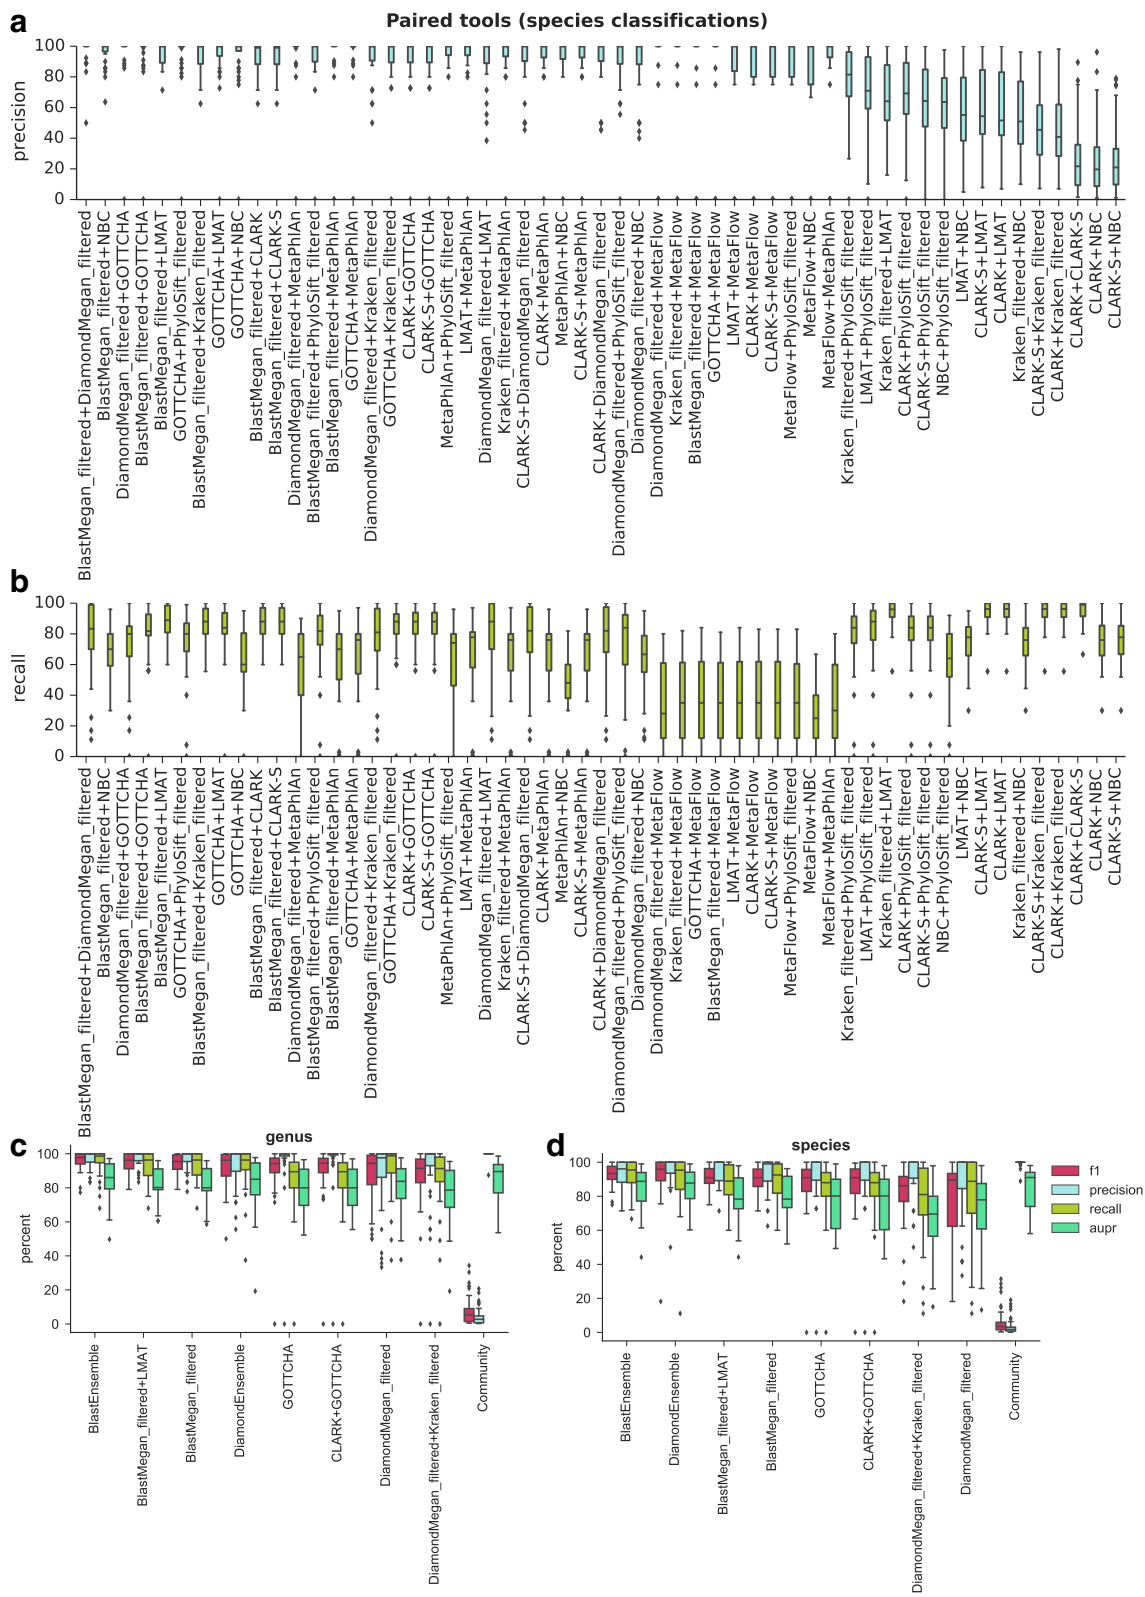 a
Paired tools (species classifications)
precision
100
80
60
40
20
0
BlastMegan_filtered+DiamondMegan_filtered
BlastMegan_filtered+NBC
DiamondMegan_filtered+GOTTCHA
BlastMegan_filtered+GOTTCHA
BlastMegan_filtered+LMAT
GOTTCHA+PhyloSift_filtered
BlastMegan_filtered+Kraken_filtered
GOTTCHA+LMAT
GOTTCHA+NBC
BlastMegan_filtered+CLARK
BlastMegan_filtered+CLARK-S
DiamondMegan_filtered+MetaPhlAn
BlastMegan_filtered+PhyloSift_filtered
BlastMegan_filtered+MetaPhlAn
GOTTCHA+MetaPhlAn
DiamondMegan_filtered+Kraken_filtered
GOTTCHA+Kraken_filtered
CLARK+GOTTCHA
CLARK-S+GOTTCHA
MetaPhlAn+PhyloSift_filtered
LMAT+MetaPhlAn
DiamondMegan_filtered+LMAT
Kraken_filtered+MetaPhlAn
CLARK-S+DiamondMegan_filtered
CLARK+MetaPhlAn
MetaPhlAn+NBC
CLARK-S+MetaPhlAn
CLARK+DiamondMegan_filtered
DiamondMegan_filtered+PhyloSift_filtered
DiamondMegan_filtered+NBC
DiamondMegan_filtered+MetaFlow
Kraken_filtered+MetaFlow
BlastMegan_filtered+MetaFlow
GOTTCHA+MetaFlow
LMAT+MetaFlow
CLARK+MetaFlow
CLARK-S+MetaFlow
MetaFlow+PhyloSift_filtered
MetaFlow+NBC
MetaFlow+MetaPhlAn
Kraken_filtered+PhyloSift_filtered
LMAT+PhyloSift_filtered
Kraken_filtered+LMAT
CLARK+PhyloSift_filtered
CLARK-S+PhyloSift_filtered
NBC+PhyloSift_filtered
LMAT+NBC
CLARK-S+LMAT
CLARK+LMAT
Kraken_filtered+NBC
CLARK-S+Kraken_filtered
CLARK+Kraken_filtered
CLARK+CLARK-S
CLARK+NBC
CLARK-S+NBC
b
recall
100
80
60
40
20
0
BlastMegan_filtered+DiamondMegan_filtered
BlastMegan_filtered+NBC
DiamondMegan_filtered+GOTTCHA
BlastMegan_filtered+GOTTCHA
BlastMegan_filtered+LMAT
GOTTCHA+PhyloSift_filtered
BlastMegan_filtered+Kraken_filtered
GOTTCHA+LMAT
GOTTCHA+NBC
BlastMegan_filtered+CLARK
BlastMegan_filtered+CLARK-S
DiamondMegan_filtered+MetaPhlAn
BlastMegan_filtered+PhyloSift_filtered
BlastMegan_filtered+MetaPhlAn
GOTTCHA+MetaPhlAn
DiamondMegan_filtered+Kraken_filtered
GOTTCHA+Kraken_filtered
CLARK+GOTTCHA
CLARK-S+GOTTCHA
MetaPhlAn+PhyloSift_filtered
LMAT+MetaPhlAn
DiamondMegan_filtered+LMAT
Kraken_filtered+MetaPhlAn
CLARK-S+DiamondMegan_filtered
CLARK+MetaPhlAn
MetaPhlAn+NBC
CLARK-S+MetaPhlAn
CLARK+DiamondMegan_filtered
DiamondMegan_filtered+PhyloSift_filtered
DiamondMegan_filtered+NBC
DiamondMegan_filtered+MetaFlow
Kraken_filtered+MetaFlow
GOTTCHA+MetaFlow
BlastMegan_filtered+MetaFlow
LMAT+MetaFlow
CLARK+MetaFlow
CLARK-S+MetaFlow
MetaFlow+PhyloSift_filtered
MetaFlow+NBC
MetaFlow+MetaPhlAn
Kraken_filtered+PhyloSift_filtered
LMAT+PhyloSift_filtered
Kraken_filtered+LMAT
CLARK+PhyloSift_filtered
CLARK-S+PhyloSift_filtered
NBC+PhyloSift_filtered
LMAT+NBC
CLARK-S+LMAT
CLARK+LMAT
Kraken_filtered+NBC
CLARK-S+Kraken_filtered
CLARK+Kraken_filtered
CLARK+CLARK-S
CLARK+NBC
CLARK-S+NBC
c
genus
percent
100
80
60
40
20
0
BlastEnsemble
BlastMegan_filtered+LMAT
BlastMegan_filtered
DiamondEnsemble
GOTTCHA
CLARK+GOTTCHA
DiamondMegan_filtered
DiamondMegan_filtered+Kraken_filtered
Community
d
species
percent
100
80
60
40
20
0
BlastEnsemble
DiamondEnsemble
BlastMegan_filtered+LMAT
BlastMegan_filtered
GOTTCHA
CLARK+GOTTCHA
DiamondMegan_filtered+Kraken_filtered
DiamondMegan_filtered
Community
f1
precision
recall
aupr